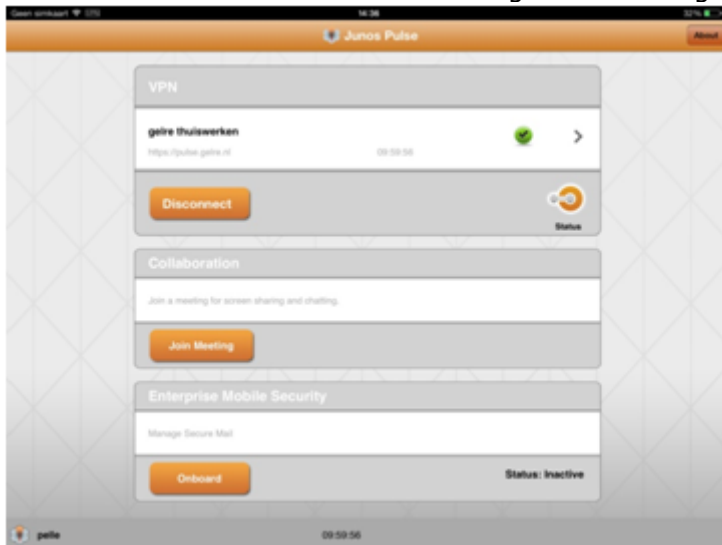 Geen simkaart
14:36
32%
Junos Pulse
About
VPN
gelre thuiswerken
https://pulse.gelre.nl
09:59:56
Disconnect
Status
Collaboration
Join a meeting for screen sharing and chatting.
Join Meeting
Enterprise Mobile Security
Manage Secure Mail
Onboard
Status: Inactive
pelle
09:59:56